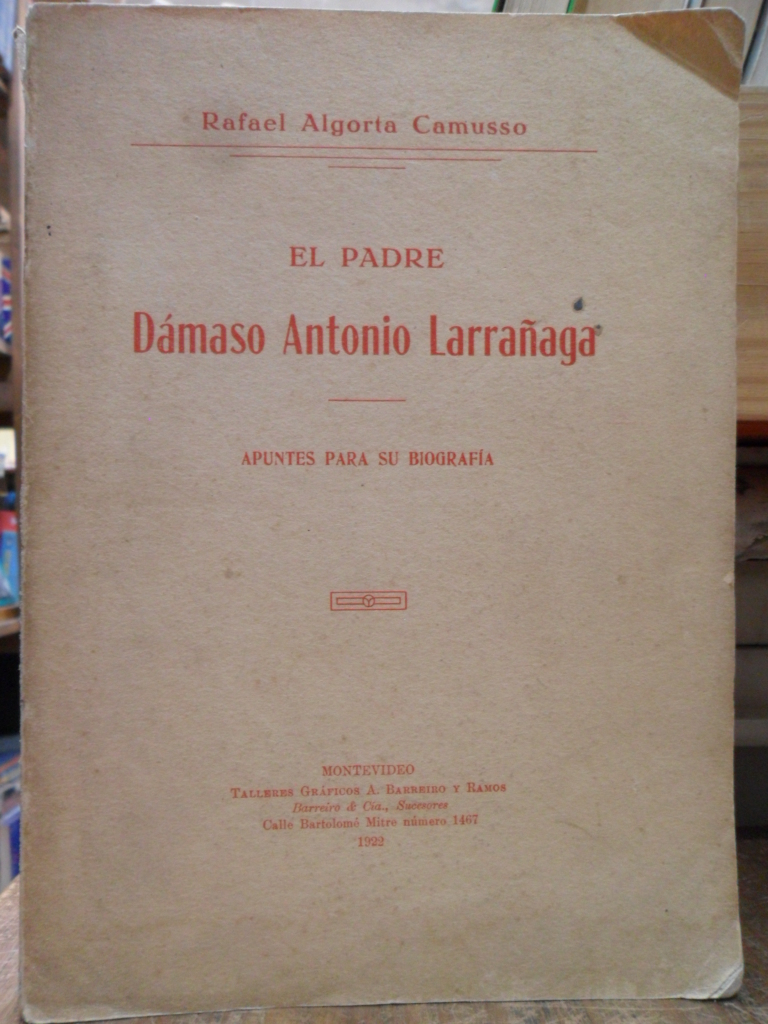 Rafael Algorta Camusso
EL PADRE
Dámaso Antonio Larrañaga
APUNTES PARA SU BIOGRAFÍA
MONTEVIDEO
Talleres Gráficos A. Barreiro y Ramos
Barreiro & Cía., Sucesores
Calle Bartolomé Mitre número 1467
1922